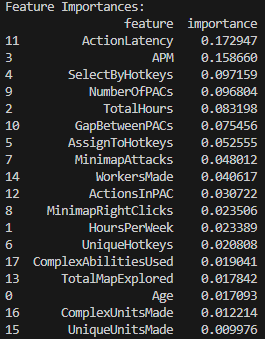 Feature Importances:
feature importance
11 ActionLatency 0.172947
3 APM 0.158660
4 SelectByHotkeys 0.097159
9 NumberOfPACs 0.096804
2 TotalHours 0.083198
10 GapBetweenPACs 0.075456
5 AssignToHotkeys 0.052555
7 MinimapAttacks 0.048012
14 WorkersMade 0.040617
12 ActionsInPAC 0.030722
8 MinimapRightClicks 0.023506
1 HoursPerWeek 0.023389
6 UniqueHotkeys 0.020808
17 ComplexAbilitiesUsed 0.019041
13 TotalMapExplored 0.017842
0 Age 0.017093
16 ComplexUnitsMade 0.012214
15 UniqueUnitsMade 0.009976